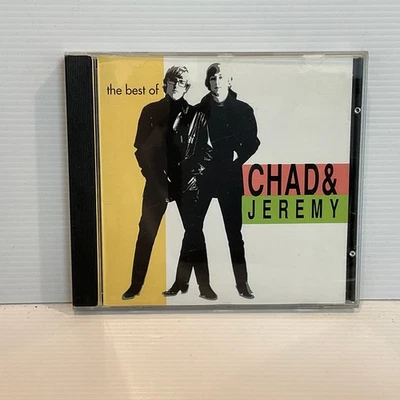 the best of
CHAD &
JEREMY